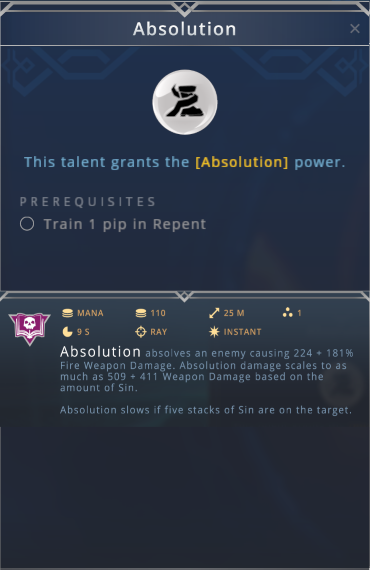 Absolution
This talent grants the [Absolution] power.
PREREQUISITES
Train 1 pip in Repent
MANA 110 25 M 1
9 S RAY INSTANT
Absolution absolves an enemy causing 224 + 181%
Fire Weapon Damage. Absolution damage scales to as
much as 509 + 411 Weapon Damage based on the
amount of Sin.
Absolution slows if five stacks of Sin are on the target.